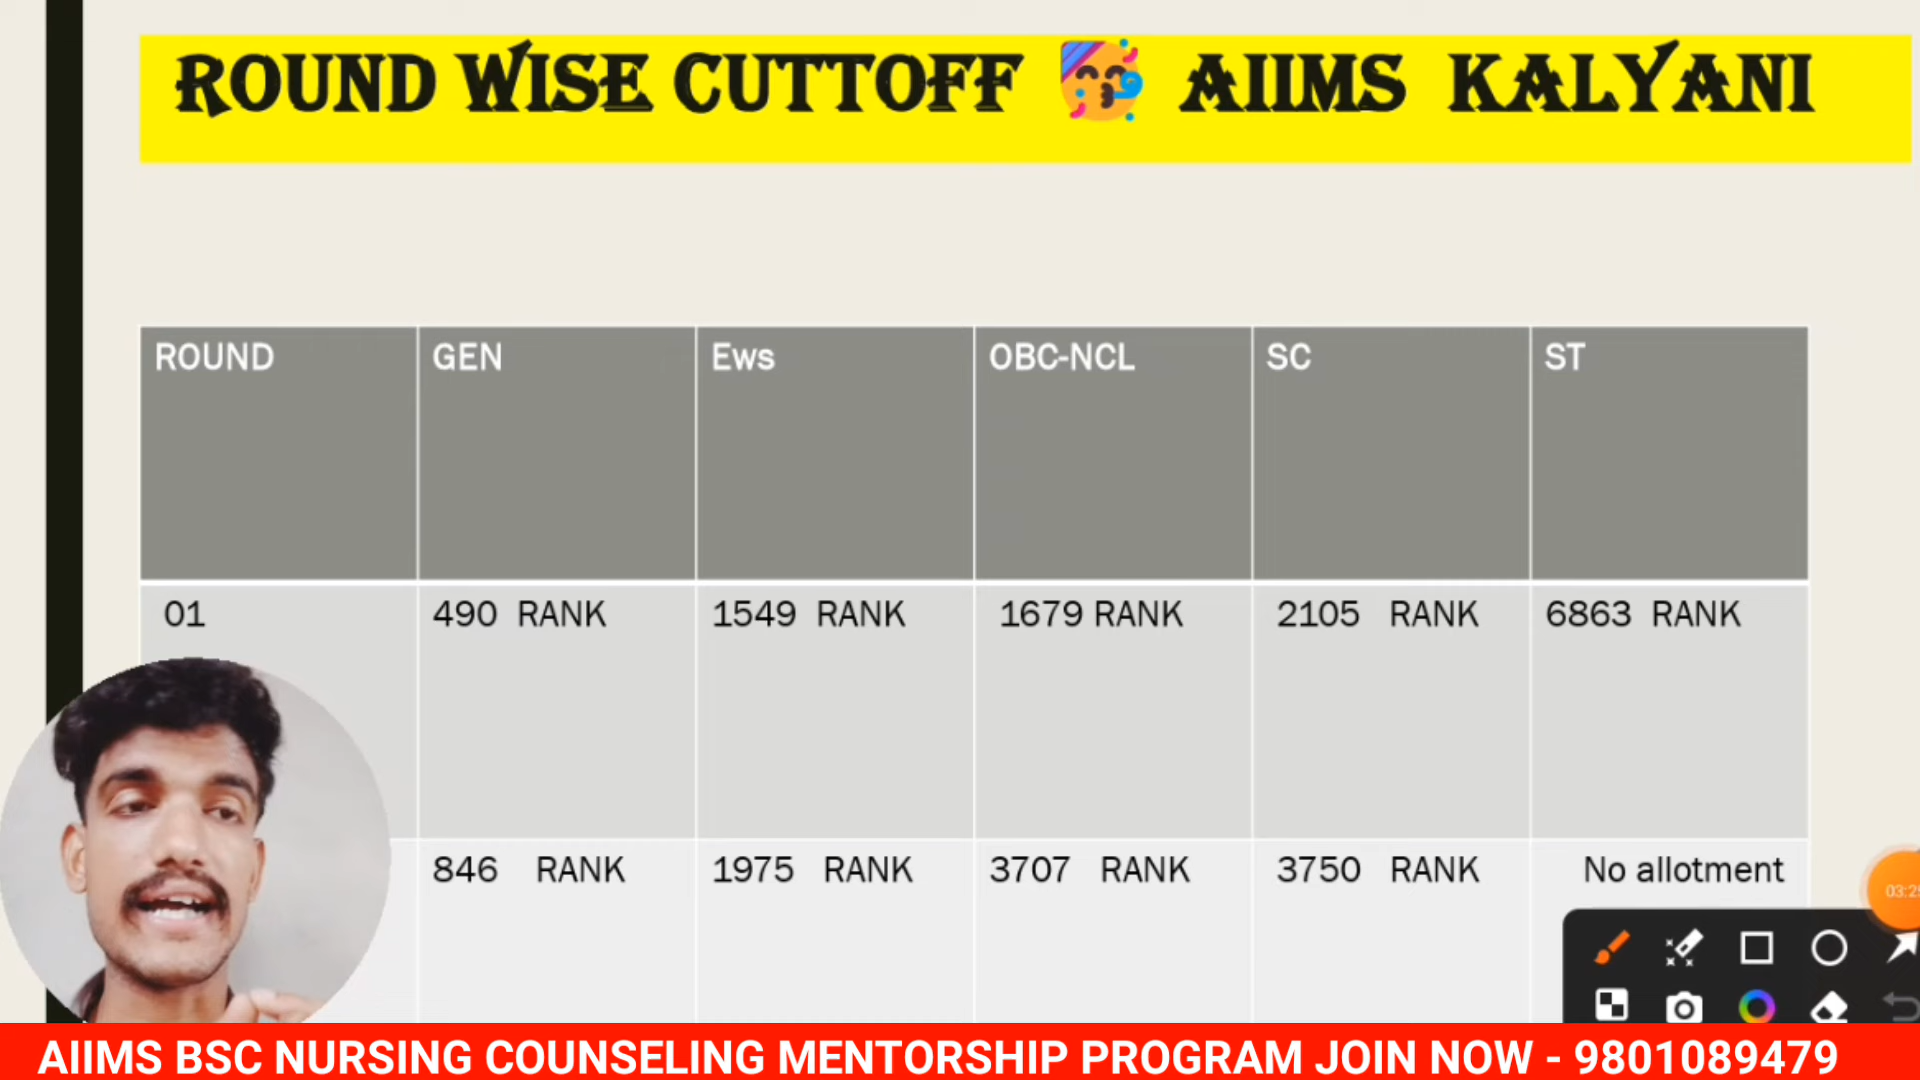 ROUND WISE CUTTOFF 🥳 AIIMS KALYANI
ROUND GEN Ews OBC-NCL SC ST
01 490 RANK 1549 RANK 1679 RANK 2105 RANK 6863 RANK
846 RANK 1975 RANK 3707 RANK 3750 RANK No allotment
AIIMS BSC NURSING COUNSELING MENTORSHIP PROGRAM JOIN NOW - 9801089479